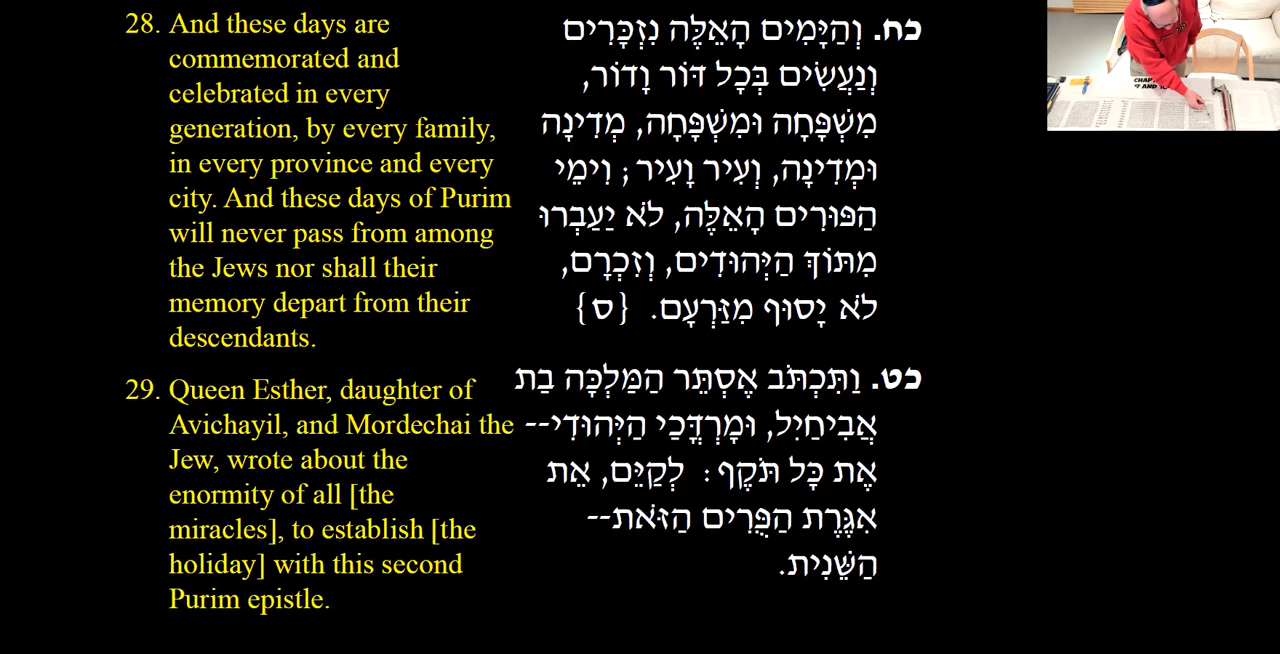 28. And these days are
commemorated and
celebrated in every
generation, by every family,
in every province and every
city. And these days of Purim
will never pass from among
the Jews nor shall their
memory depart from their
descendants.
29. Queen Esther, daughter of
Avichayil, and Mordechai the
Jew, wrote about the
enormity of all [the
miracles], to establish [the
holiday] with this second
Purim epistle.
כח. וְהַיָּמִים הָאֵלֶּה נִזְכָּרִים
וְנַעֲשִׂים בְּכָל דּוֹר וָדוֹר,
מִשְׁפָּחָה וּמִשְׁפָּחָה, מְדִינָה
וּמְדִינָה, וְעִיר וָעִיר; וִימֵי
הַפּוּרִים הָאֵלֶּה, לֹא יַעַבְרוּ
מִתּוֹךְ הַיְּהוּדִים, וְזִכְרָם,
לֹא יָסוּף מִזַּרְעָם. {ס}
כט. וַתִּכְתֹּב אֶסְתֵּר הַמַּלְכָּה בַת
אֲבִיחַיִל, וּמָרְדֳּכַי הַיְּהוּדִי--
אֶת כָּל תֹּקֶף: לְקַיֵּם, אֵת
אִגֶּרֶת הַפֻּרִים הַזֹּאת--
הַשֵּׁנִית.
CHAP
9 AND